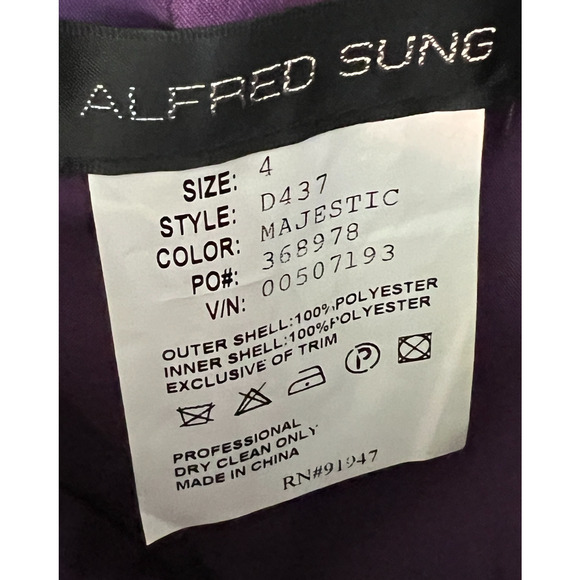 ALFRED SUNG
SIZE: 4
STYLE: D437
COLOR: MAJESTIC
PO#: 368978
V/N: 00507193
OUTER SHELL:100%POLYESTER
INNER SHELL:100%POLYESTER
EXCLUSIVE OF TRIM
P
PROFESSIONAL
DRY CLEAN ONLY
MADE IN CHINA
RN#91947